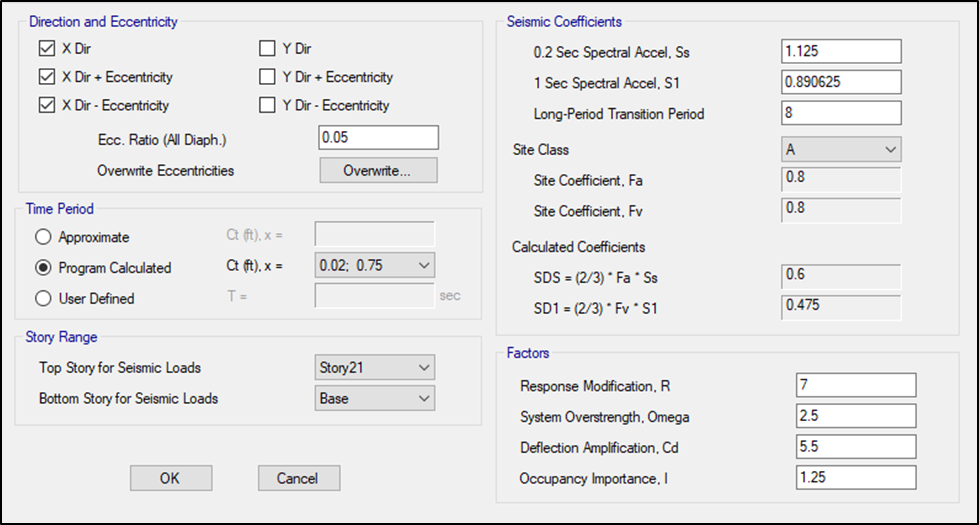 Direction and Eccentricity
X Dir
Y Dir
X Dir + Eccentricity
Y Dir + Eccentricity
X Dir - Eccentricity
Y Dir - Eccentricity
Ecc. Ratio (All Diaph.)
0.05
Overwrite Eccentricities
Overwrite...
Time Period
Approximate
Ct (ft), x =
Program Calculated
Ct (ft), x =
0.02; 0.75
User Defined
T =
sec
Story Range
Top Story for Seismic Loads
Story21
Bottom Story for Seismic Loads
Base
OK
Cancel
Seismic Coefficients
0.2 Sec Spectral Accel, Ss
1.125
1 Sec Spectral Accel, S1
0.890625
Long-Period Transition Period
8
Site Class
A
Site Coefficient, Fa
0.8
Site Coefficient, Fv
0.8
Calculated Coefficients
SDS = (2/3) * Fa * Ss
0.6
SD1 = (2/3) * Fv * S1
0.475
Factors
Response Modification, R
7
System Overstrength, Omega
2.5
Deflection Amplification, Cd
5.5
Occupancy Importance, I
1.25